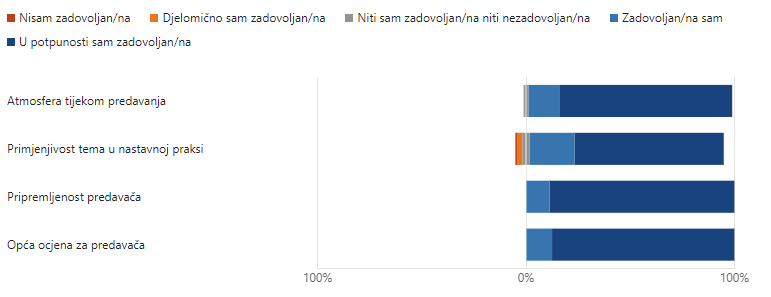 Nisam zadovoljan/na Djelomično sam zadovoljan/na Niti sam zadovoljan/na niti nezadovoljan/na Zadovoljan/na sam
U potpunosti sam zadovoljan/na
Atmosfera tijekom predavanja
Primjenjivost tema u nastavnoj praksi
Pripremljenost predavača
Opća ocjena za predavača
100% 0% 100%